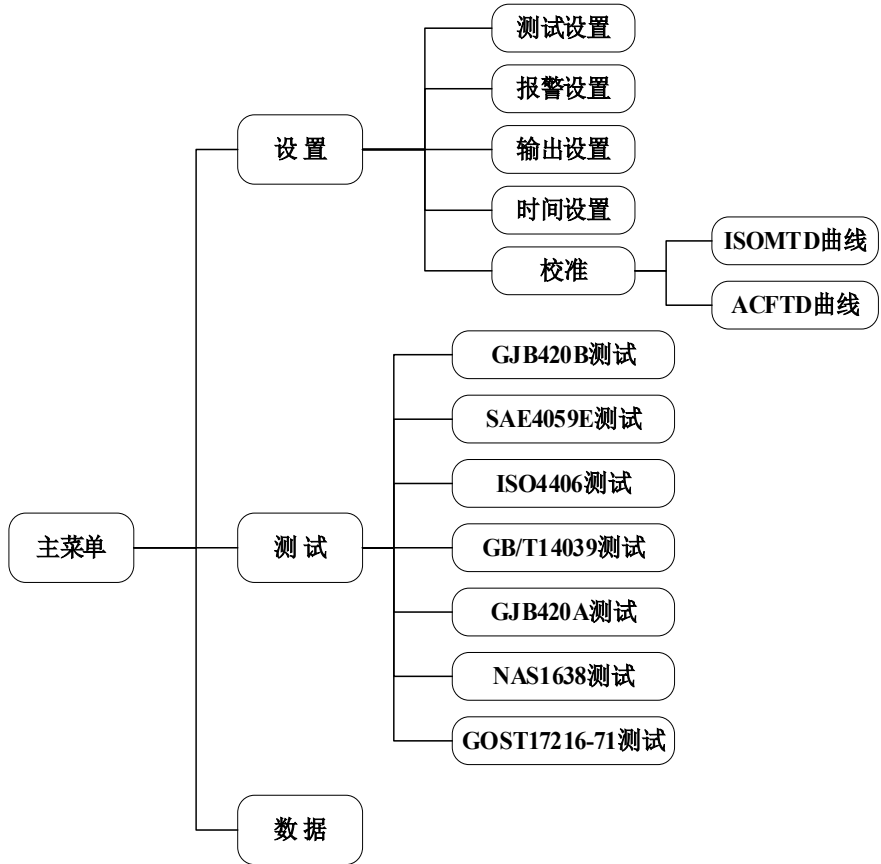 测试设置
报警设置
设 置
输出设置
时间设置
校准
ISOMTD曲线
ACFTD曲线
GJB420B测试
SAE4059E测试
ISO4406测试
主菜单
测 试
GB/T14039测试
GJB420A测试
NAS1638测试
GOST17216-71测试
数 据